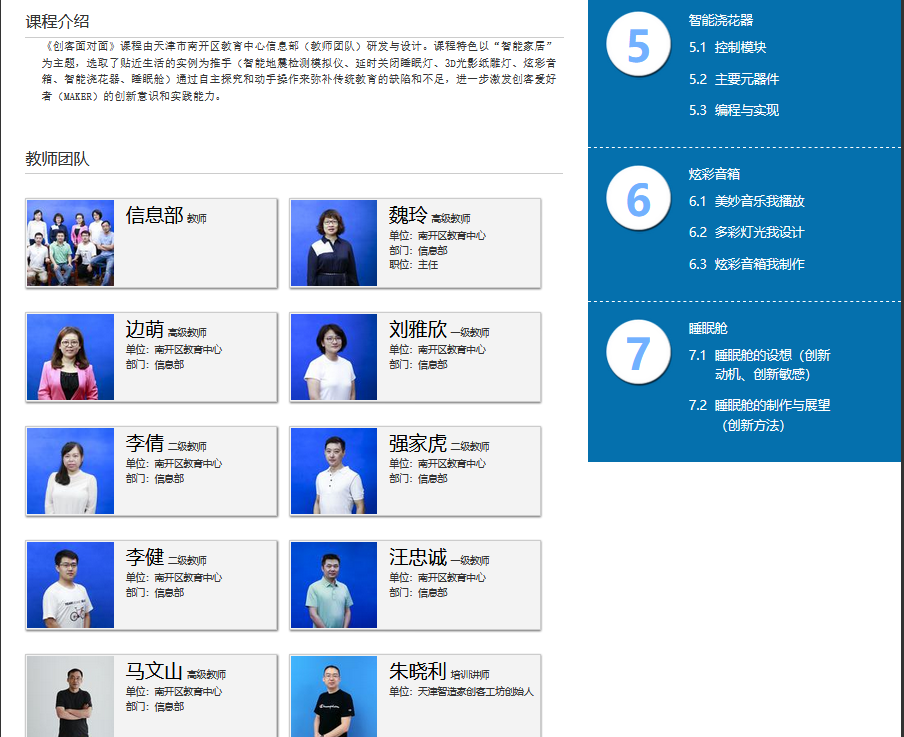 课程介绍
《创客面对面》课程由天津市南开区教育中心信息部（教师团队）研发与设计。课程特色以“智能家居”
为主题，选取了贴近生活的实例为推手（智能地震检测模拟仪、延时关闭睡眠灯、3D光影纸雕灯、炫彩音
箱、智能浇花器、睡眠舱）通过自主探究和动手操作来弥补传统教育的缺陷和不足，进一步激发创客爱好
者（MAKER）的创新意识和实践能力。
教师团队
信息部 教师
魏玲 高级教师
单位：南开区教育中心
部门：信息部
职位：主任
边萌 高级教师
单位：南开区教育中心
部门：信息部
刘雅欣 一级教师
单位：南开区教育中心
部门：信息部
李倩 二级教师
单位：南开区教育中心
部门：信息部
强家虎 二级教师
单位：南开区教育中心
部门：信息部
李健 二级教师
单位：南开区教育中心
部门：信息部
汪忠诚 一级教师
单位：南开区教育中心
部门：信息部
马文山 高级教师
单位：南开区教育中心
部门：信息部
朱晓利 培训讲师
单位：天津智造家创客工坊创始人
5
智能浇花器
5.1 控制模块
5.2 主要元器件
5.3 编程与实现
6
炫彩音箱
6.1 美妙音乐我播放
6.2 多彩灯光我设计
6.3 炫彩音箱我制作
7
睡眠舱
7.1 睡眠舱的设想（创新
动机、创新敏感）
7.2 睡眠舱的制作与展望
（创新方法）